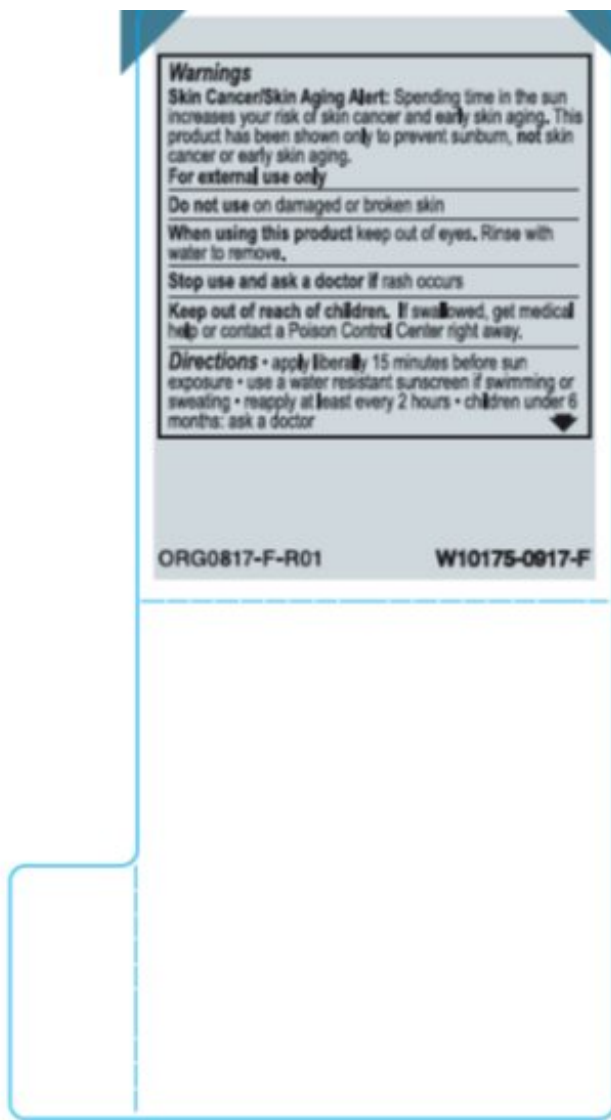 Warnings
Skin Cancer/Skin Aging Alert: Spending time in the sun
increases your risk of skin cancer and early skin aging. This
product has been shown only to prevent sunburn, not skin
cancer or early skin aging.
For external use only
Do not use on damaged or broken skin
When using this product keep out of eyes. Rinse with
water to remove.
Stop use and ask a doctor if rash occurs
Keep out of reach of children. If swallowed, get medical
help or contact a Poison Control Center right away.
Directions • apply liberally 15 minutes before sun
exposure • use a water resistant sunscreen if swimming or
sweating • reapply at least every 2 hours • children under 6
months: ask a doctor
ORG0817-F-R01 W10175-0917-F